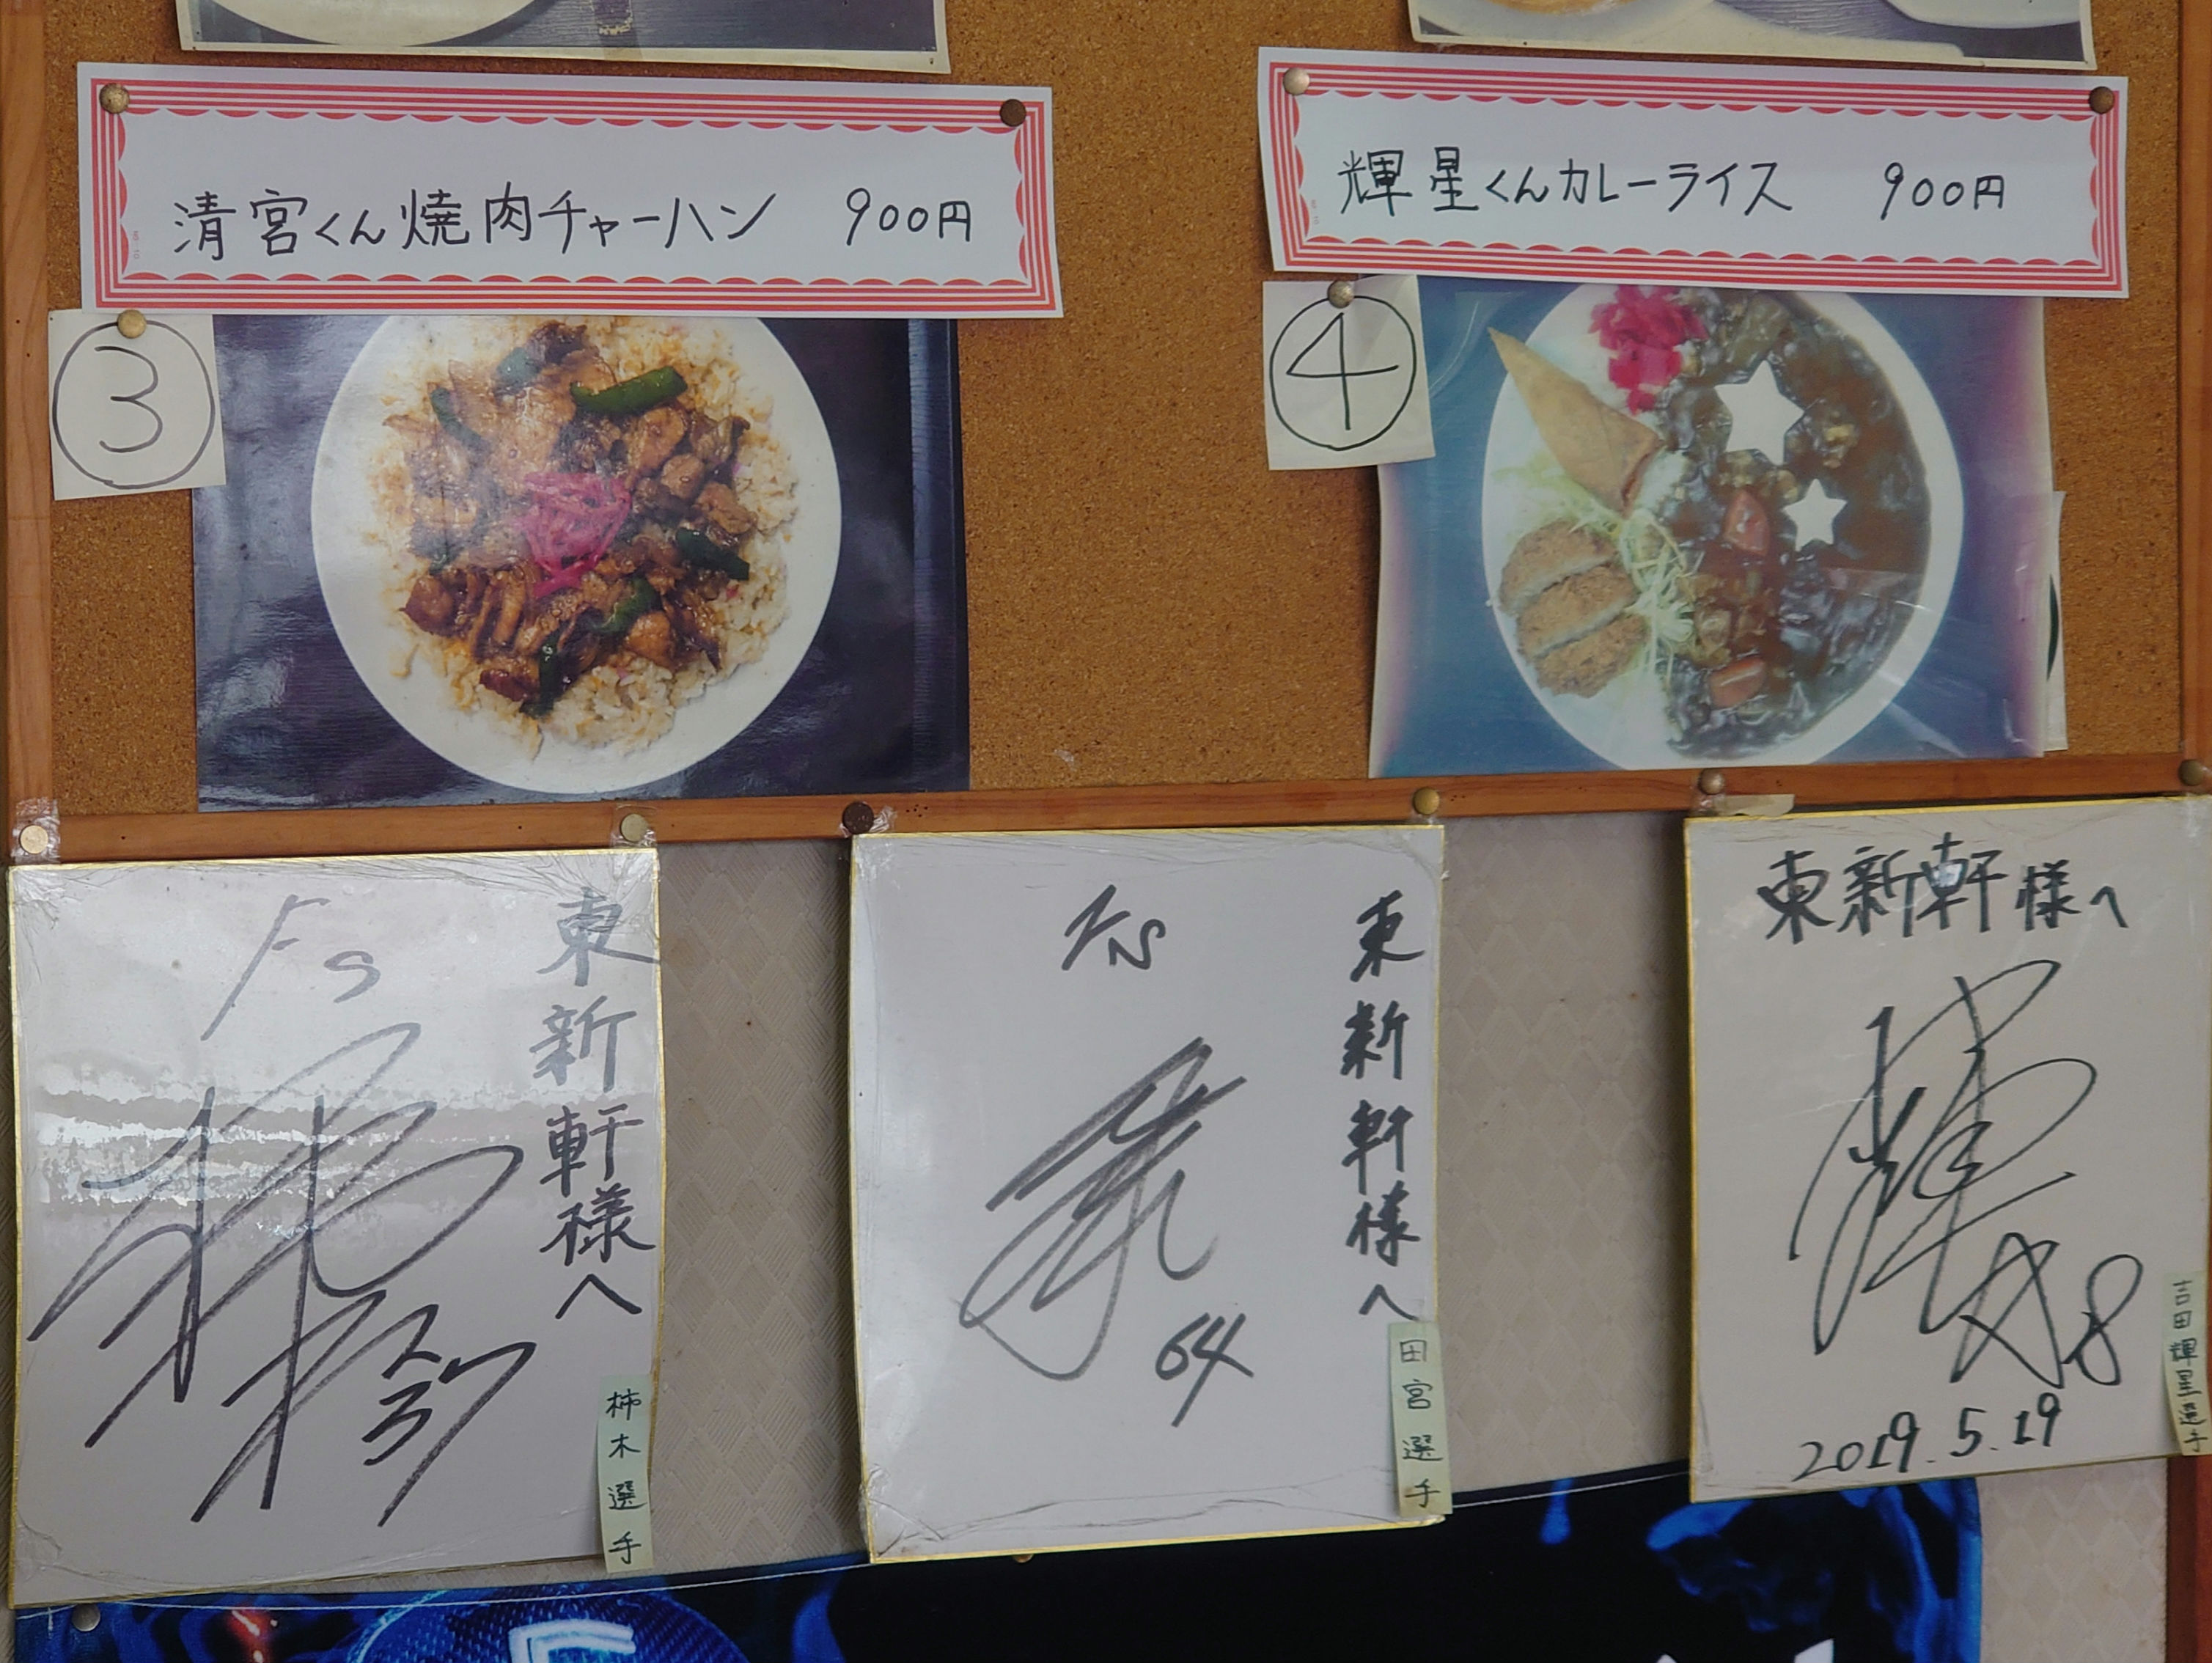 清宮くん焼肉チャーハン 900円
輝星くんカレーライス 900円
3
4
Fs
東新軒様へ
柿木選手
Fs
東新軒様へ
64
田宮選手
東新軒様へ
18
2019.5.19
吉田輝星選手